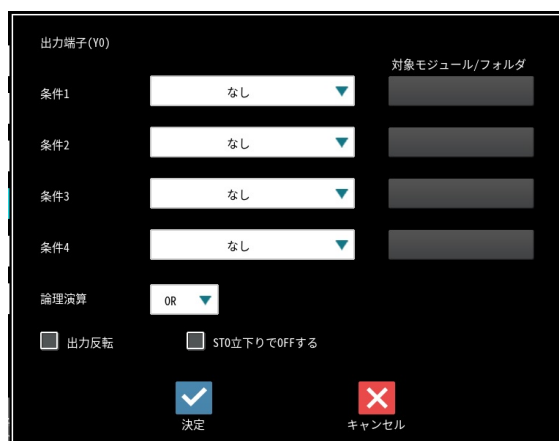 出力端子(Y0)
対象モジュール/フォルダ
条件1 なし
条件2 なし
条件3 なし
条件4 なし
論理演算 OR
出力反転 STO立下りでOFFする
決定 キャンセル